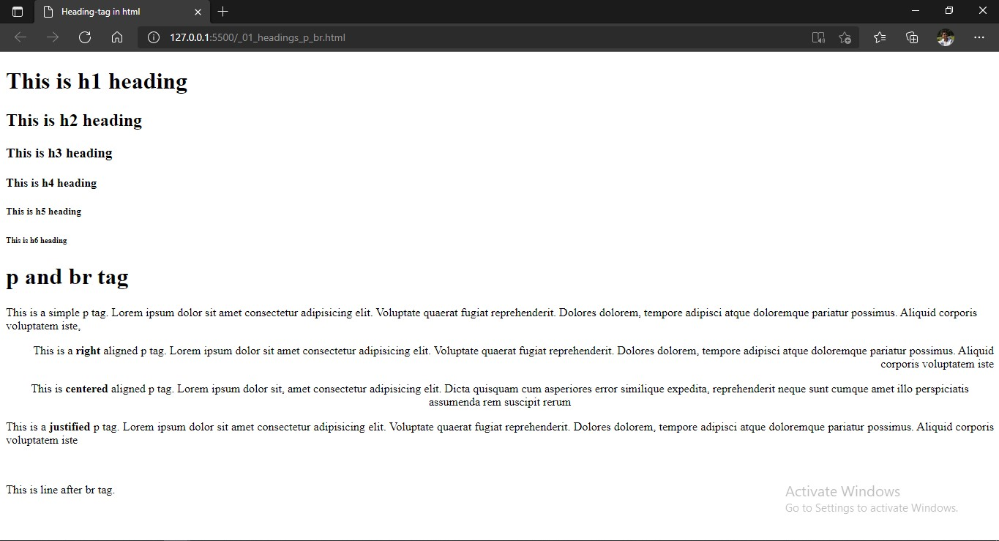 Heading-tag in html
127.0.0.1:5500/_01_headings_p_br.html
This is h1 heading
This is h2 heading
This is h3 heading
This is h4 heading
This is h5 heading
This is h6 heading
p and br tag
This is a simple p tag. Lorem ipsum dolor sit amet consectetur adipisicing elit. Voluptate quaerat fugiat reprehenderit. Dolores dolorem, tempore adipisci atque doloremque pariatur possimus. Aliquid corporis
voluptatem iste,
This is a right aligned p tag. Lorem ipsum dolor sit amet consectetur adipisicing elit. Voluptate quaerat fugiat reprehenderit. Dolores dolorem, tempore adipisci atque doloremque pariatur possimus. Aliquid
corporis voluptatem iste
This is centered aligned p tag. Lorem ipsum dolor sit, amet consectetur adipisicing elit. Dicta quisquam cum asperiores error similique expedita, reprehenderit neque sunt cumque amet illo perspiciatis
assumenda rem suscipit rerum
This is a justified p tag. Lorem ipsum dolor sit amet consectetur adipisicing elit. Voluptate quaerat fugiat reprehenderit. Dolores dolorem, tempore adipisci atque doloremque pariatur possimus. Aliquid corporis
voluptatem iste
This is line after br tag.
Activate Windows
Go to Settings to activate Windows.